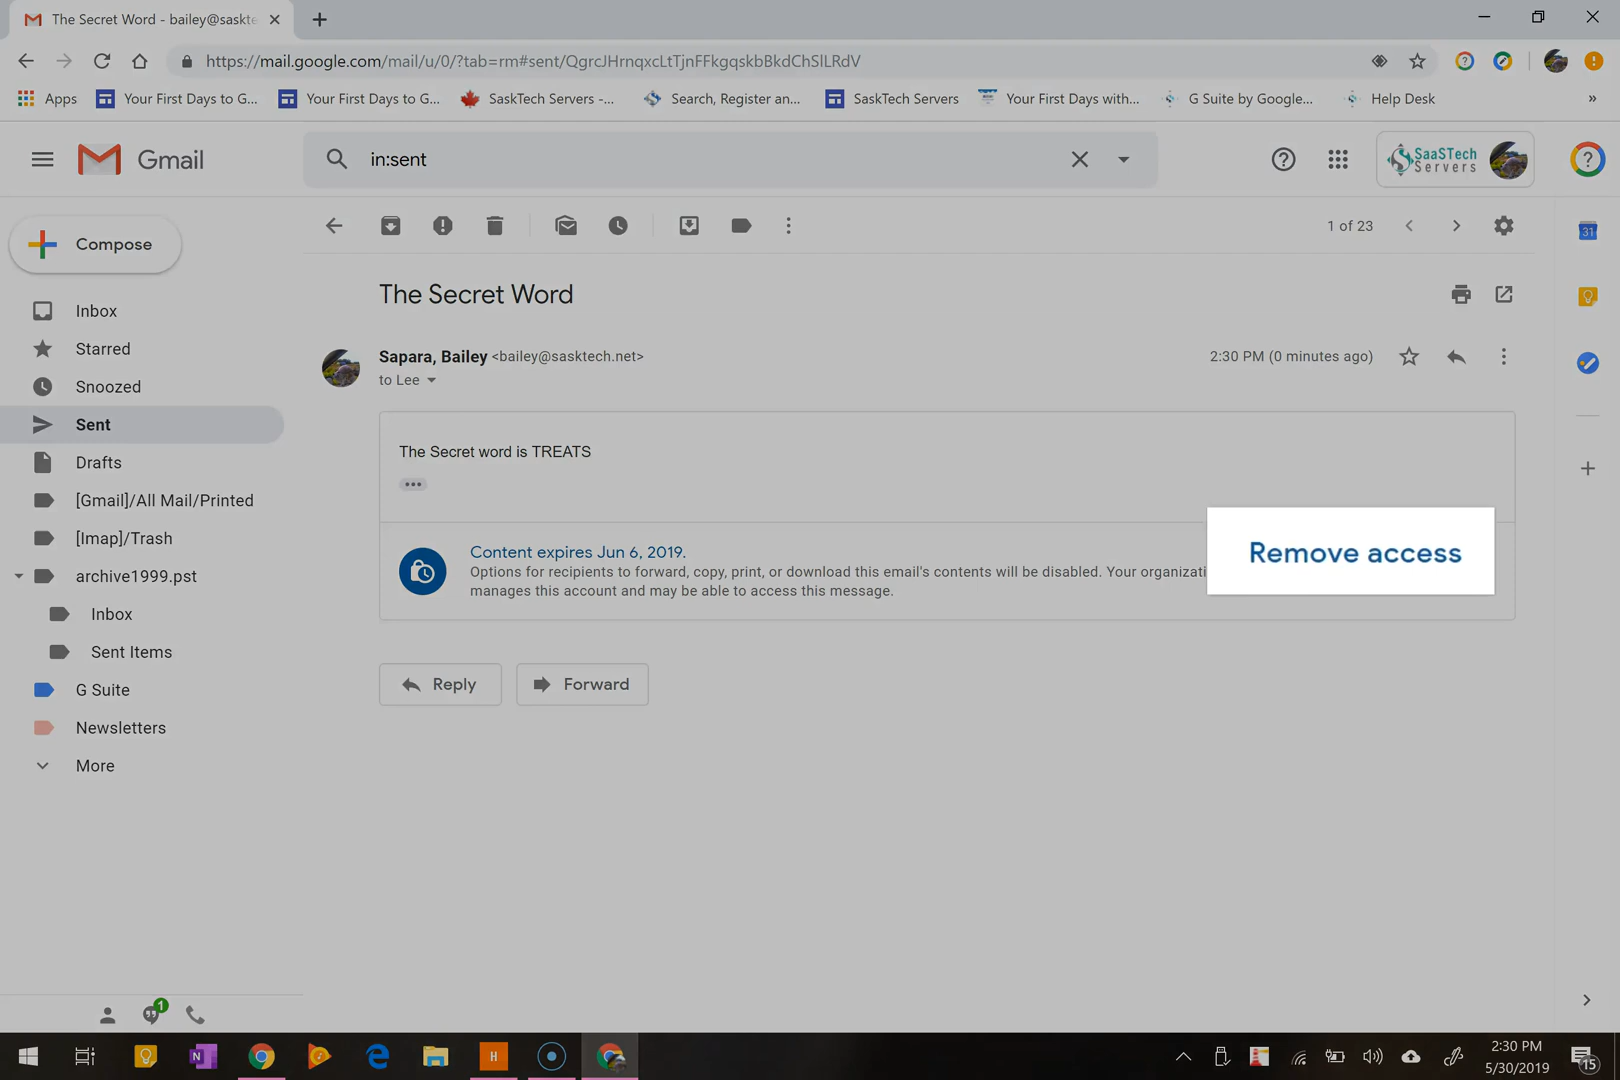 The Secret Word - bailey@saskte
https://mail.google.com/mail/u/0/?tab=rm#sent/QgrcJHrnqxcLtTjnFFkgqskbBkdChSlLRdV
Apps
Your First Days to G...
Your First Days to G...
SaskTech Servers -...
Search, Register an...
SaskTech Servers
Your First Days with...
G Suite by Google...
Help Desk
»
Gmail
in:sent
SaaSTech
Servers
Compose
1 of 23
31
The Secret Word
Inbox
Starred
Snoozed
Sent
Drafts
[Gmail]/All Mail/Printed
[Imap]/Trash
archive1999.pst
Inbox
Sent Items
G Suite
Newsletters
More
Sapara, Bailey <bailey@sasktech.net>
2:30 PM (0 minutes ago)
to Lee
The Secret word is TREATS
Content expires Jun 6, 2019.
Options for recipients to forward, copy, print, or download this email's contents will be disabled. Your organizati
manages this account and may be able to access this message.
Remove access
Reply
Forward
1
N
H
2:30 PM
5/30/2019
15